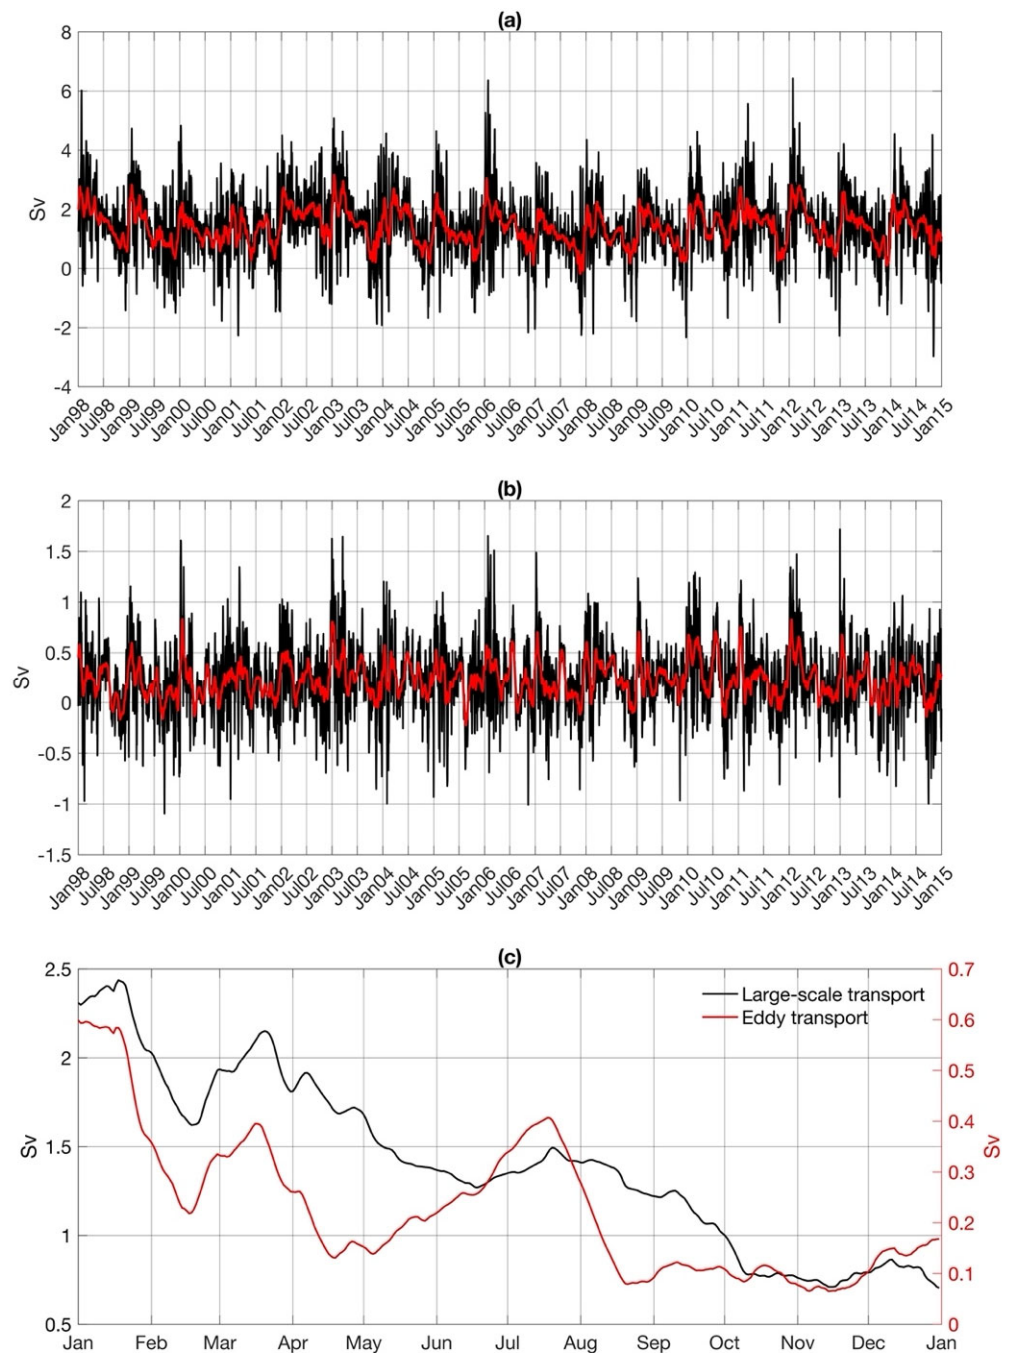 (a)
8
6
4
2
0
-2
-4
Sv
Jan98 Jul98 Jan99 Jul99 Jan00 Jul00 Jan01 Jul01 Jan02 Jul02 Jan03 Jul03 Jan04 Jul04 Jan05 Jul05 Jan06 Jul06 Jan07 Jul07 Jan08 Jul08 Jan09 Jul09 Jan10 Jul10 Jan11 Jul11 Jan12 Jul12 Jan13 Jul13 Jan14 Jul14 Jan15
(b)
2
1.5
1
0.5
0
-0.5
-1
-1.5
Sv
Jan98 Jul98 Jan99 Jul99 Jan00 Jul00 Jan01 Jul01 Jan02 Jul02 Jan03 Jul03 Jan04 Jul04 Jan05 Jul05 Jan06 Jul06 Jan07 Jul07 Jan08 Jul08 Jan09 Jul09 Jan10 Jul10 Jan11 Jul11 Jan12 Jul12 Jan13 Jul13 Jan14 Jul14 Jan15
(c)
2.5
2
1.5
1
0.5
Sv
Large-scale transport
Eddy transport
0.7
0.6
0.5
0.4
0.3
0.2
0.1
0
Sv
Jan Feb Mar Apr May Jun Jul Aug Sep Oct Nov Dec Jan